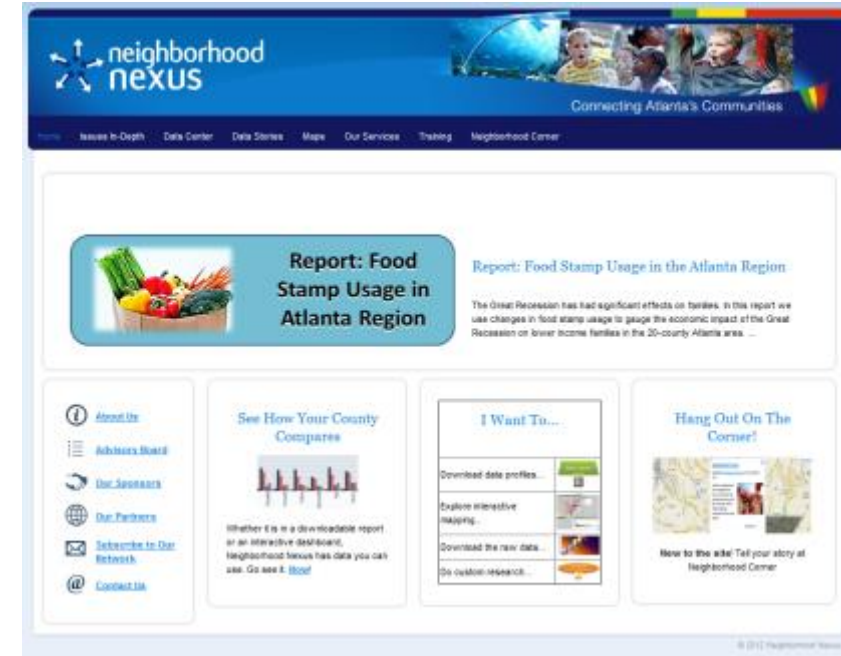 neighborhood
nexus
Connecting Atlanta's Communities
Home Issues In-Depth Data Center Data Stories Maps Our Services Training Neighborhood Corner
Report: Food
Stamp Usage in
Atlanta Region
Report: Food Stamp Usage in the Atlanta Region
The Great Recession has had significant effects on families. In this report we
use changes in food stamp usage to gauge the economic impact of the Great
Recession on lower income families in the 20-county Atlanta area. ...
About Us
Advisory Board
Our Sponsors
Our Partners
Subscribe to Our
Network
Contact Us
See How Your County
Compares
Whether it is in a downloadable report
or an interactive dashboard,
Neighborhood Nexus has data you can
use. Go see it. Now!
I Want To...
Download data profiles...
Explore interactive
mapping...
Download the raw data...
Do custom research...
Hang Out On The
Corner!
New to the site! Tell your story at
Neighborhood Corner
© 2012 Neighborhood Nexus